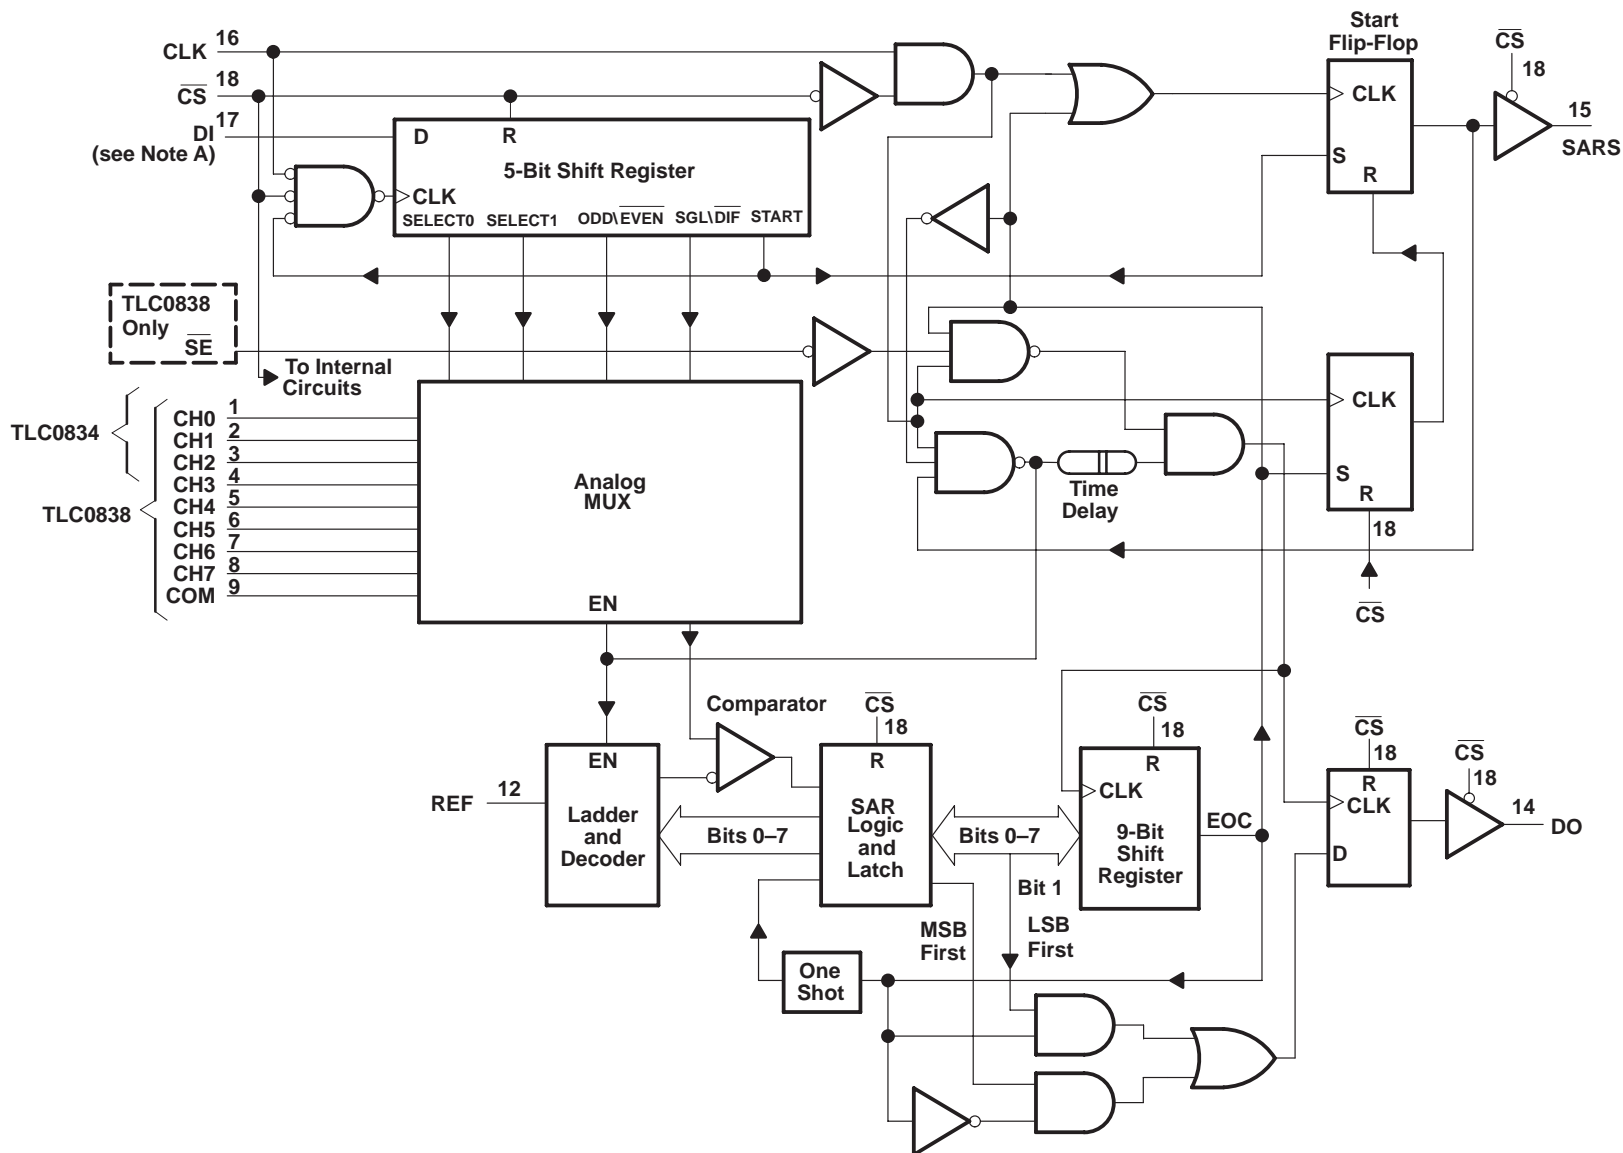 Start
Flip-Flop
CLK 16
CS 18
DI 17
(see Note A)
D
R
5-Bit Shift Register
CLK
SELECT0 SELECT1 ODD\EVEN SGL\DIF START
CLK
S
R
CS
18
15
SARS
TLC0838
Only
SE
To Internal
Circuits
TLC0834
TLC0838
CH0 1
CH1 2
CH2 3
CH3 4
CH4 5
CH5 6
CH6 7
CH7 8
COM 9
Analog
MUX
EN
Time
Delay
CLK
S
R
18
CS
Comparator
REF 12
EN
Ladder
and
Decoder
Bits 0–7
CS
18
R
SAR
Logic
and
Latch
Bits 0–7
CS
18
R
CLK
9-Bit
Shift
Register
EOC
CS
18
R
CLK
D
CS
18
14
DO
Bit 1
MSB
First
LSB
First
One
Shot